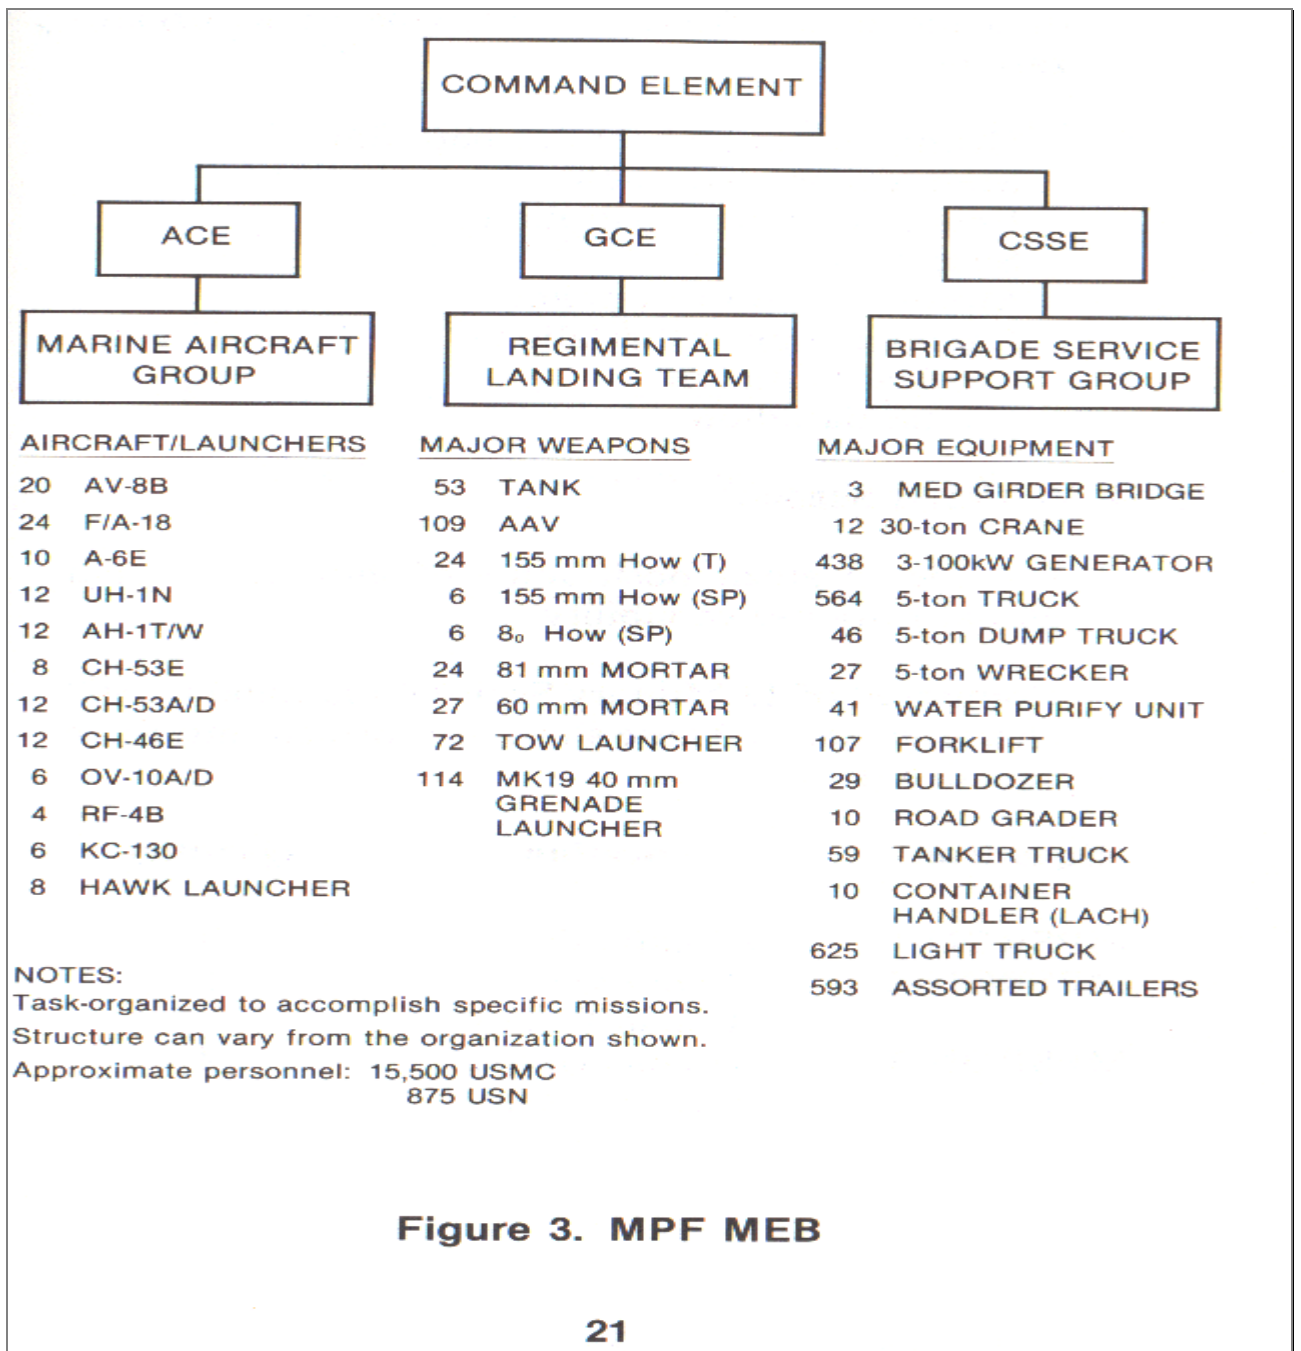 COMMAND ELEMENT
ACE
GCE
CSSE
MARINE AIRCRAFT
GROUP
REGIMENTAL
LANDING TEAM
BRIGADE SERVICE
SUPPORT GROUP
AIRCRAFT/LAUNCHERS
20 AV-8B
24 F/A-18
10 A-6E
12 UH-1N
12 AH-1T/W
8 CH-53E
12 CH-53A/D
12 CH-46E
6 OV-10A/D
4 RF-4B
6 KC-130
8 HAWK LAUNCHER
MAJOR WEAPONS
53 TANK
109 AAV
24 155 mm How (T)
6 155 mm How (SP)
6 8₀ How (SP)
24 81 mm MORTAR
27 60 mm MORTAR
72 TOW LAUNCHER
114 MK19 40 mm
GRENADE
LAUNCHER
MAJOR EQUIPMENT
3 MED GIRDER BRIDGE
12 30-ton CRANE
438 3-100kW GENERATOR
564 5-ton TRUCK
46 5-ton DUMP TRUCK
27 5-ton WRECKER
41 WATER PURIFY UNIT
107 FORKLIFT
29 BULLDOZER
10 ROAD GRADER
59 TANKER TRUCK
10 CONTAINER
HANDLER (LACH)
625 LIGHT TRUCK
593 ASSORTED TRAILERS
NOTES:
Task-organized to accomplish specific missions.
Structure can vary from the organization shown.
Approximate personnel: 15,500 USMC
875 USN
Figure 3. MPF MEB
21